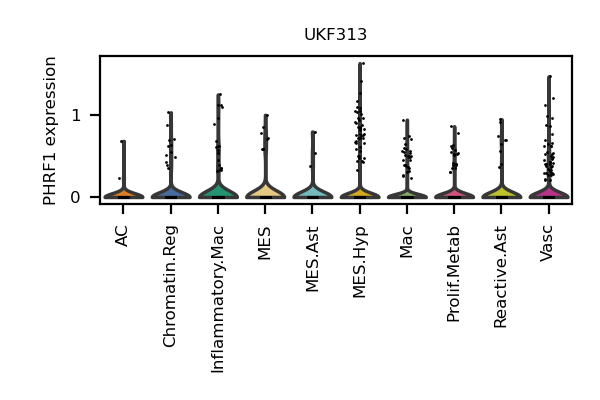 UKF313
PHRF1 expression
1
0
AC
Chromatin.Reg
Inflammatory.Mac
MES
MES.Ast
MES.Hyp
Mac
Prolif.Metab
Reactive.Ast
Vasc